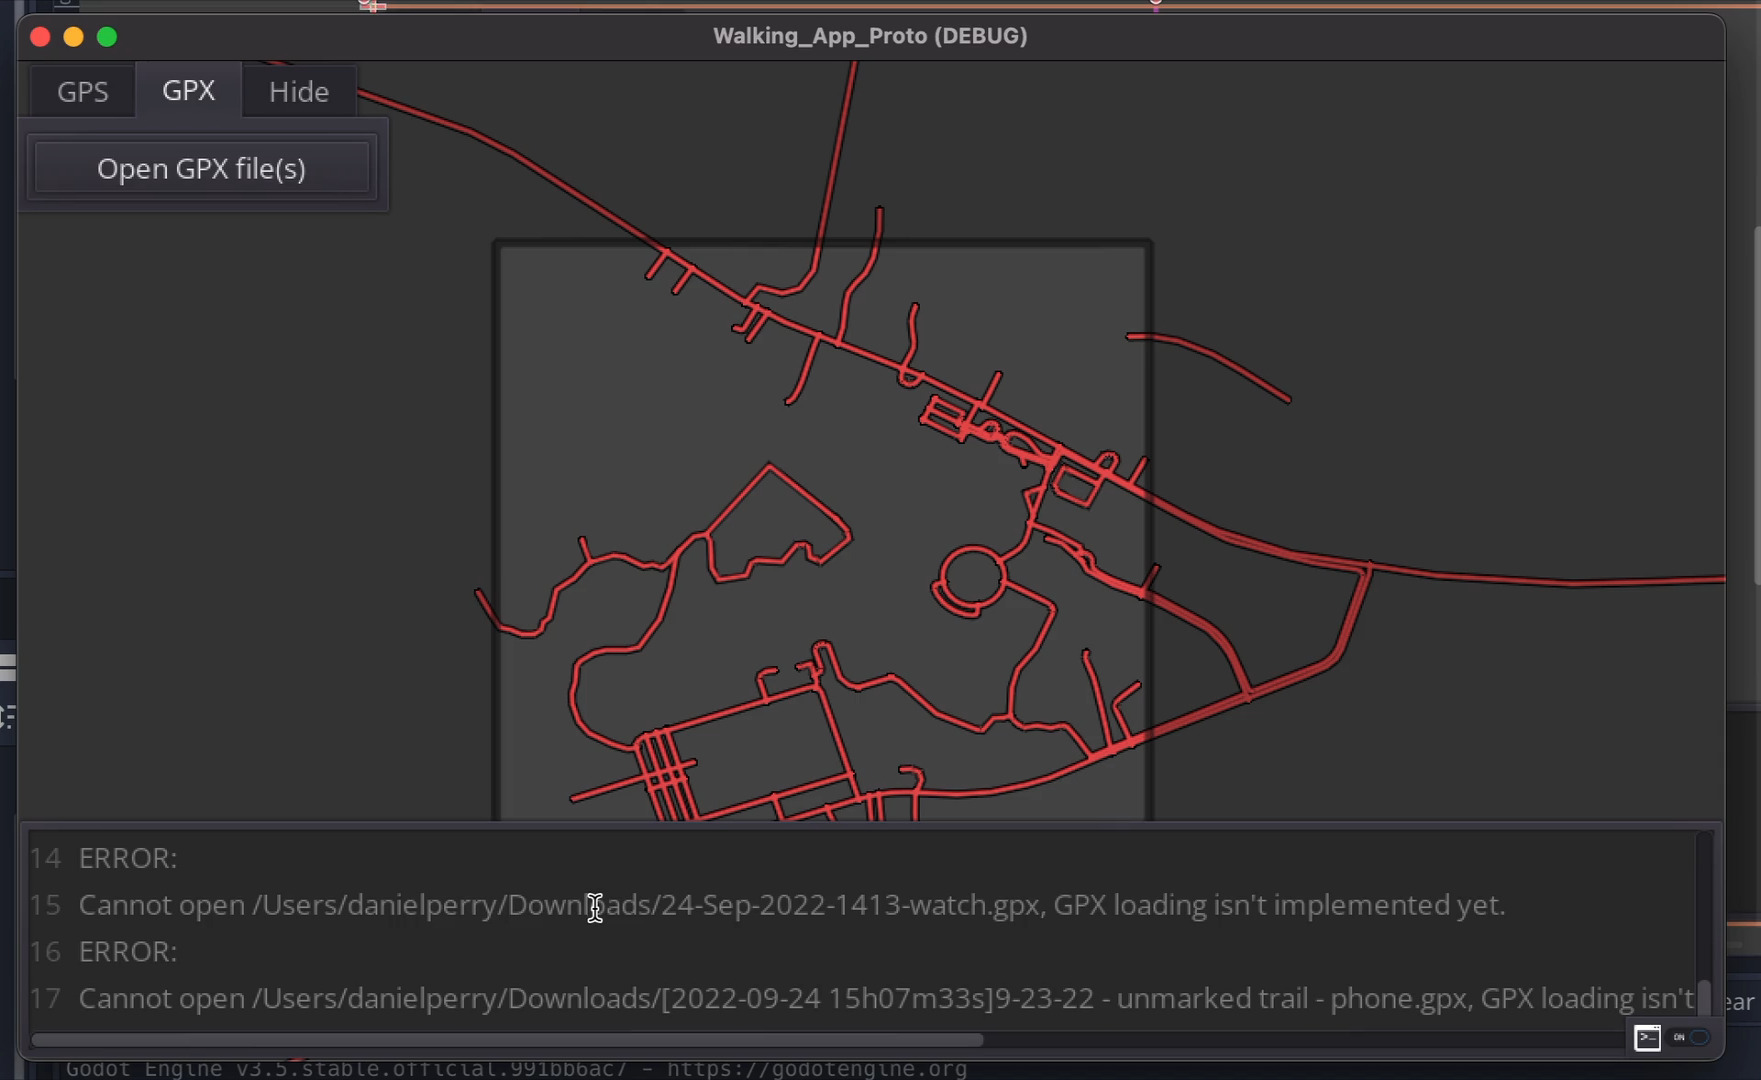 Walking_App_Proto (DEBUG)
GPS GPX Hide
Open GPX file(s)
14 ERROR:
15 Cannot open /Users/danielperry/Downloads/24-Sep-2022-1413-watch.gpx, GPX loading isn't implemented yet.
16 ERROR:
17 Cannot open /Users/danielperry/Downloads/[2022-09-24 15h07m33s]9-23-22 - unmarked trail - phone.gpx, GPX loading isn't
ear
ON
Godot Engine v3.5.stable.official.991bb6ac7 - https://godotengine.org